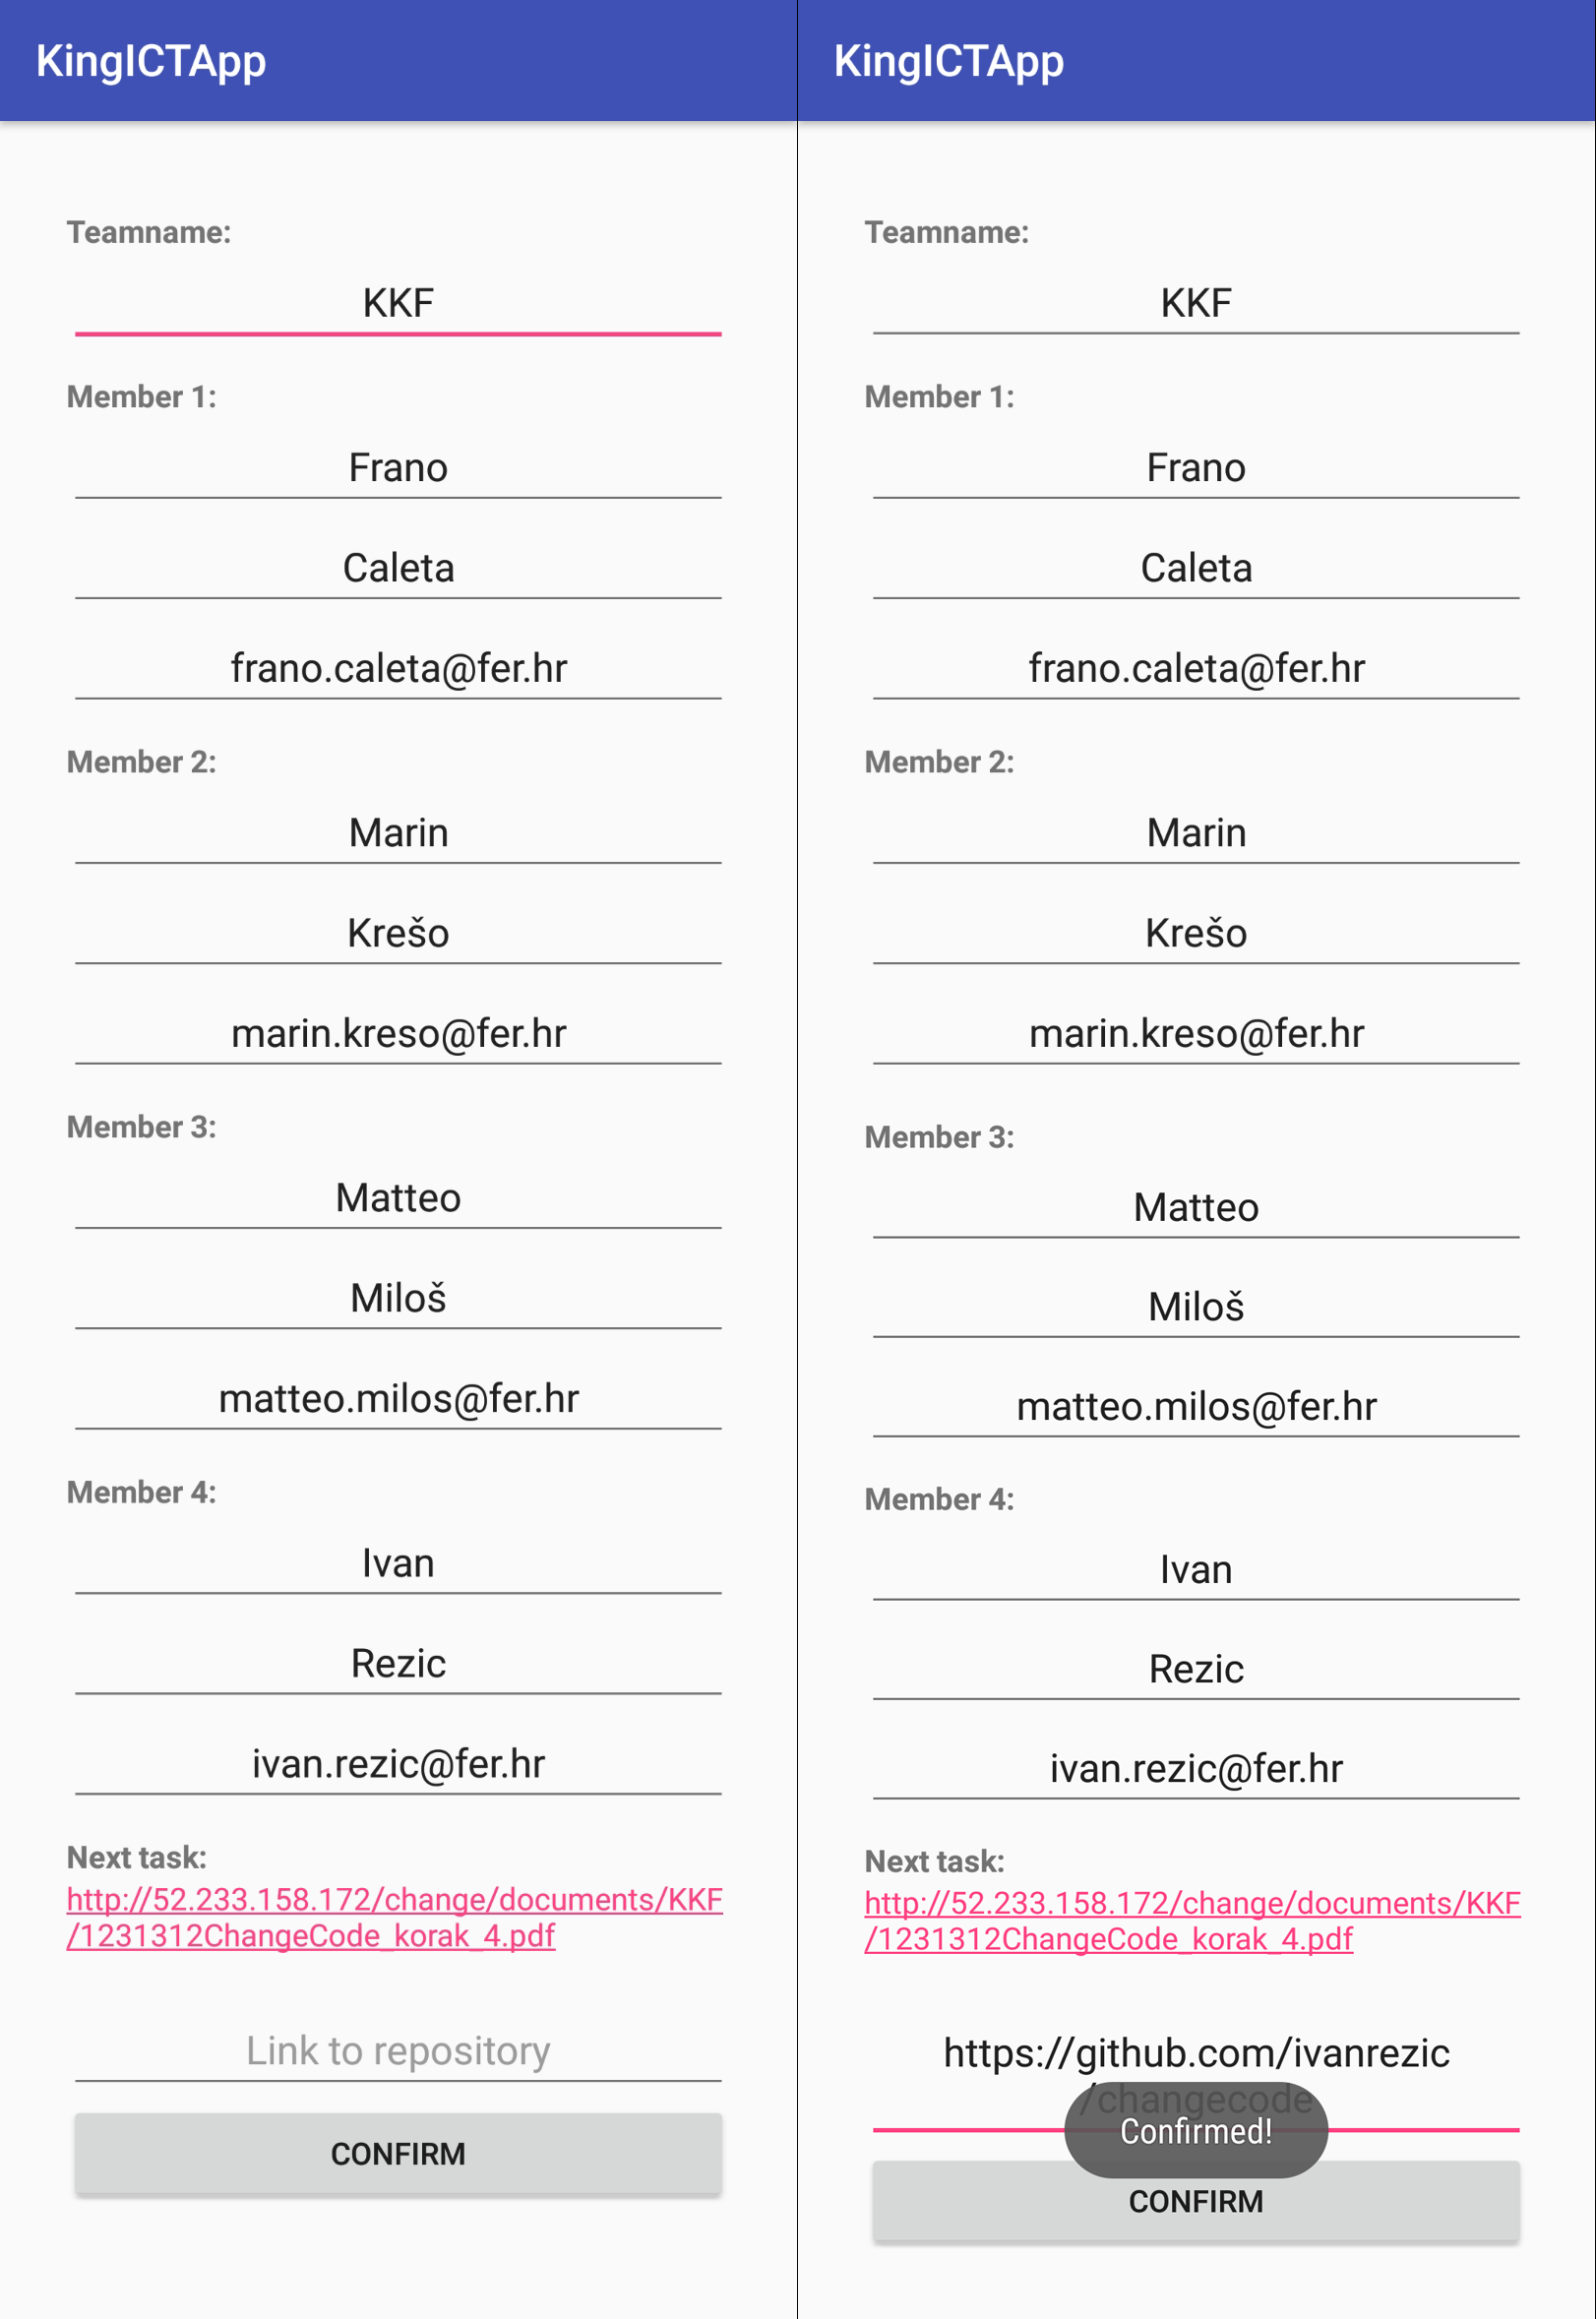 KingICTApp
Teamname:
KKF
Member 1:
Frano
Caleta
frano.caleta@fer.hr
Member 2:
Marin
Krešo
marin.kreso@fer.hr
Member 3:
Matteo
Miloš
matteo.milos@fer.hr
Member 4:
Ivan
Rezic
ivan.rezic@fer.hr
Next task:
http://52.233.158.172/change/documents/KKF
/1231312ChangeCode_korak_4.pdf
Link to repository
CONFIRM
KingICTApp
Teamname:
KKF
Member 1:
Frano
Caleta
frano.caleta@fer.hr
Member 2:
Marin
Krešo
marin.kreso@fer.hr
Member 3:
Matteo
Miloš
matteo.milos@fer.hr
Member 4:
Ivan
Rezic
ivan.rezic@fer.hr
Next task:
http://52.233.158.172/change/documents/KKF
/1231312ChangeCode_korak_4.pdf
https://github.com/ivanrezic
/changecode
Confirmed!
CONFIRM